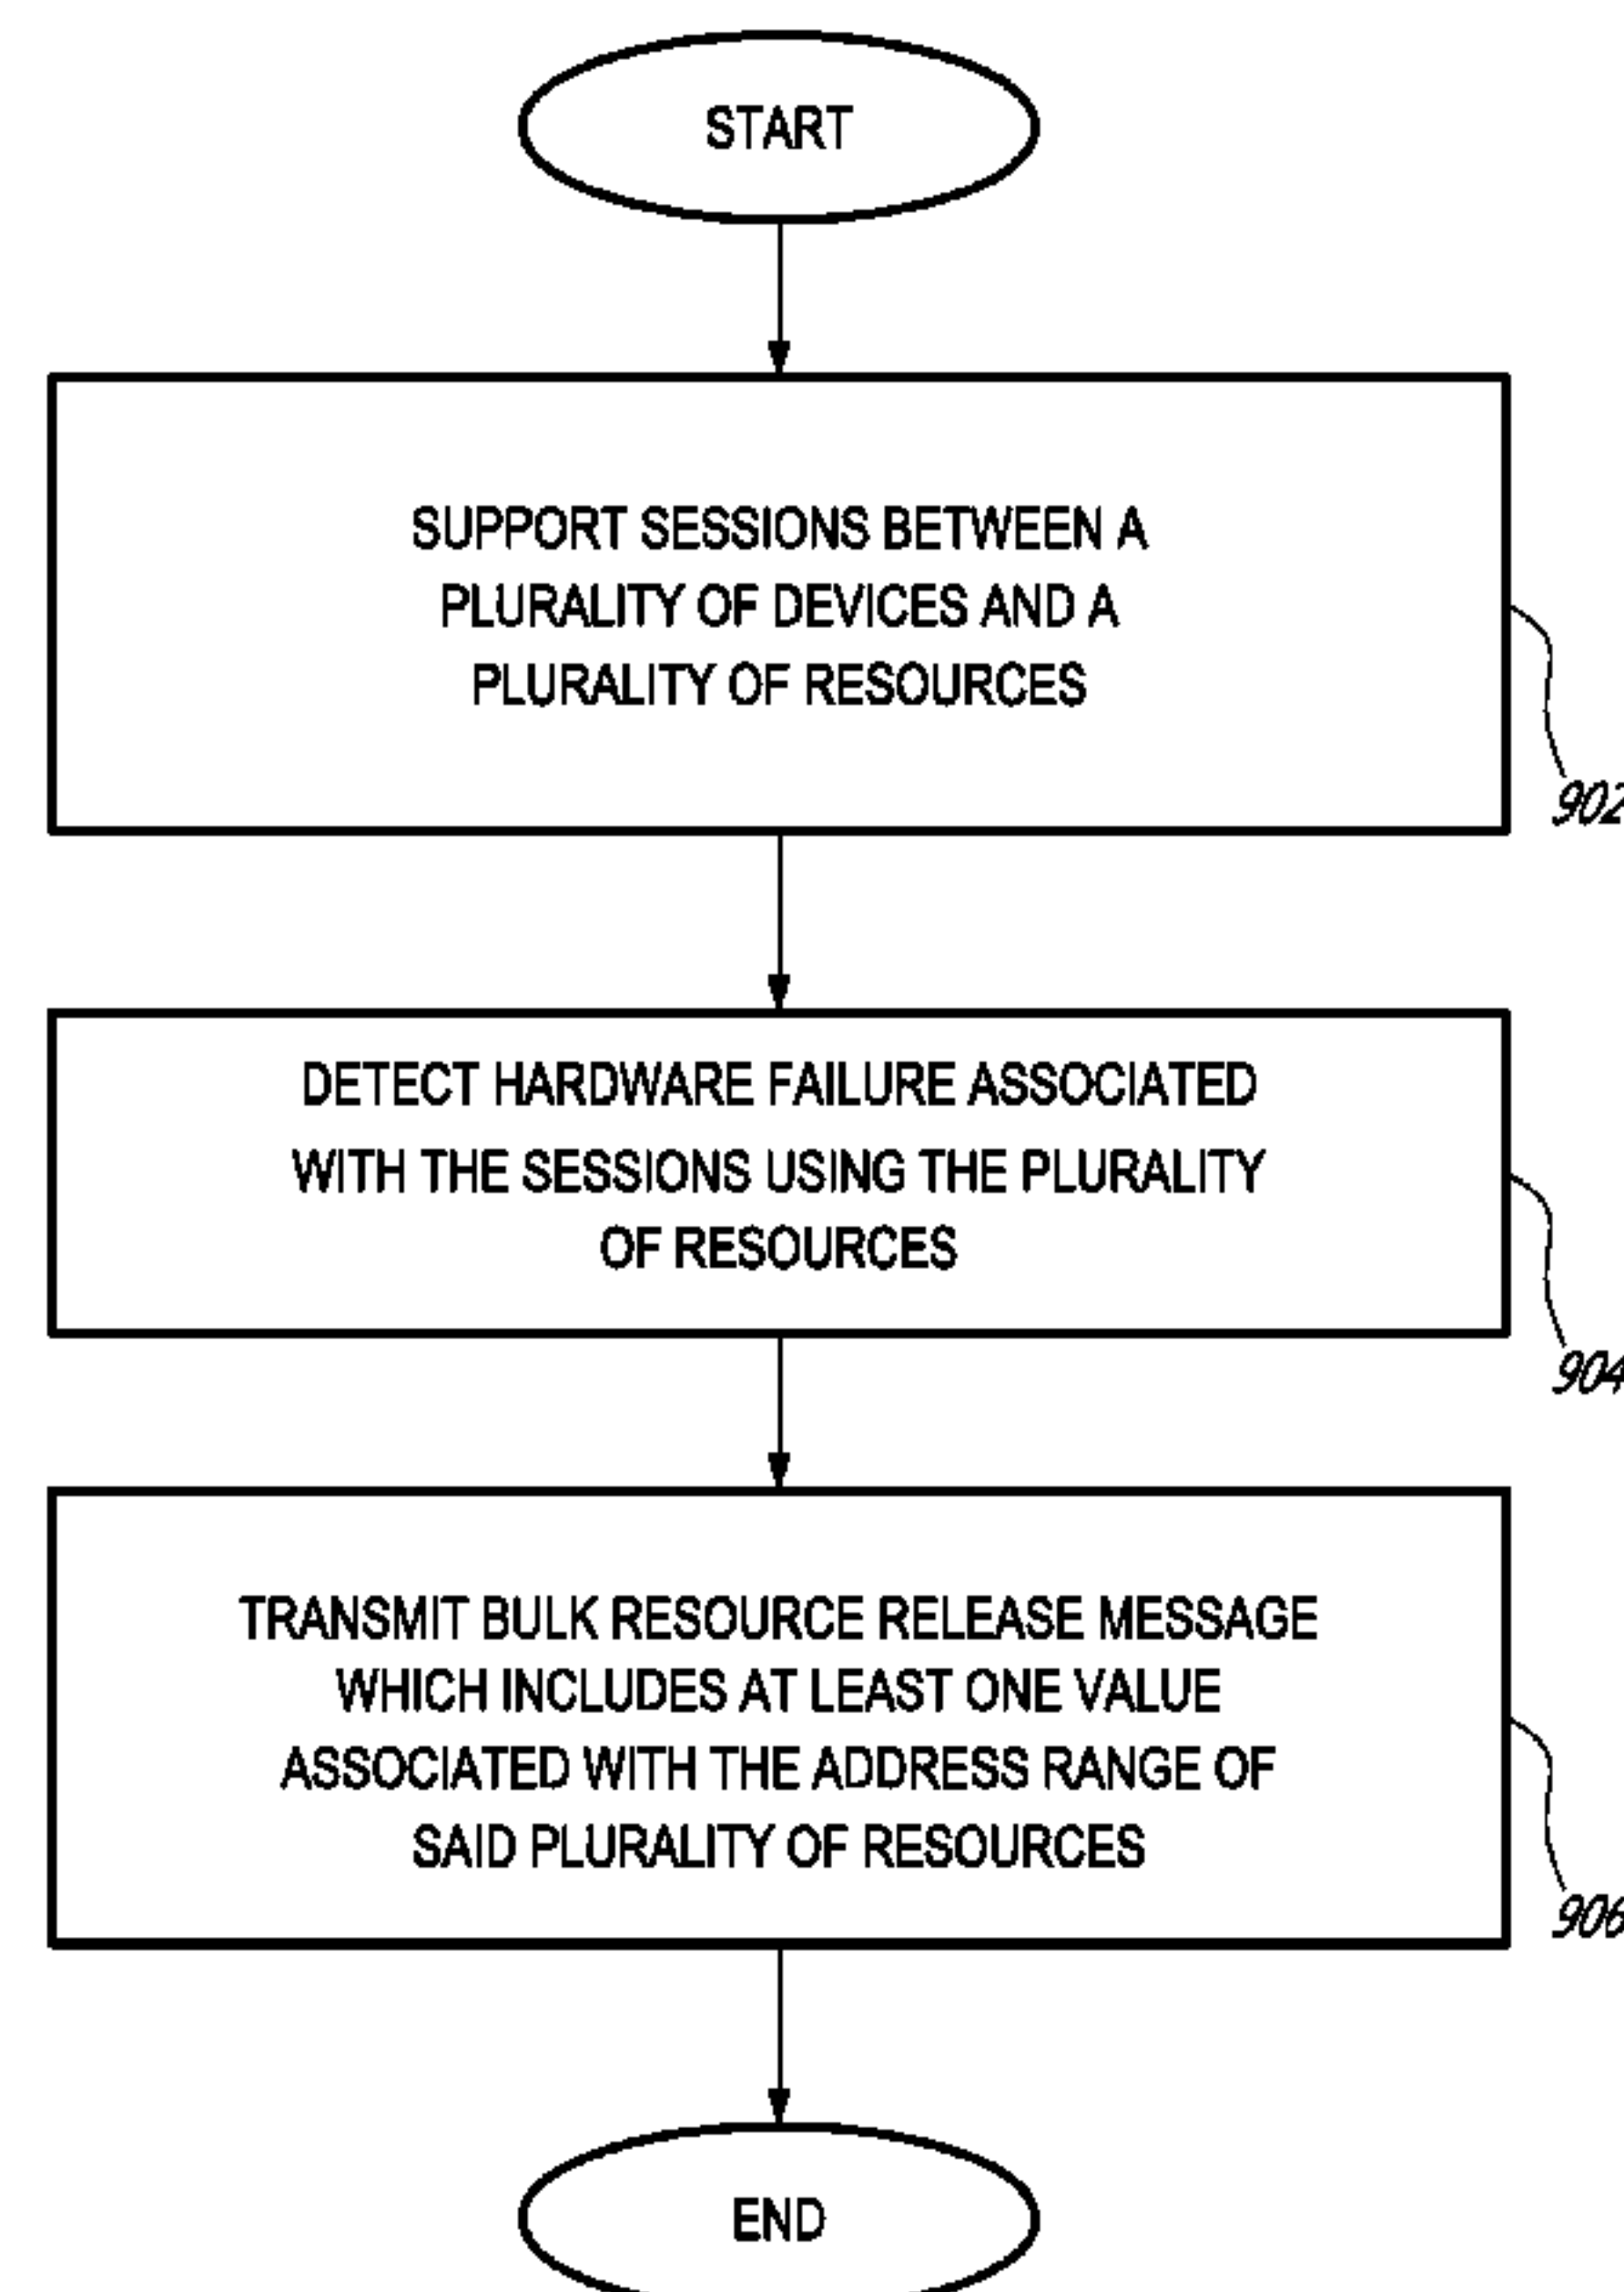 START
SUPPORT SESSIONS BETWEEN A
PLURALITY OF DEVICES AND A
PLURALITY OF RESOURCES
902
DETECT HARDWARE FAILURE ASSOCIATED
WITH THE SESSIONS USING THE PLURALITY
OF RESOURCES
904
TRANSMIT BULK RESOURCE RELEASE MESSAGE
WHICH INCLUDES AT LEAST ONE VALUE
ASSOCIATED WITH THE ADDRESS RANGE OF
SAID PLURALITY OF RESOURCES
906
END